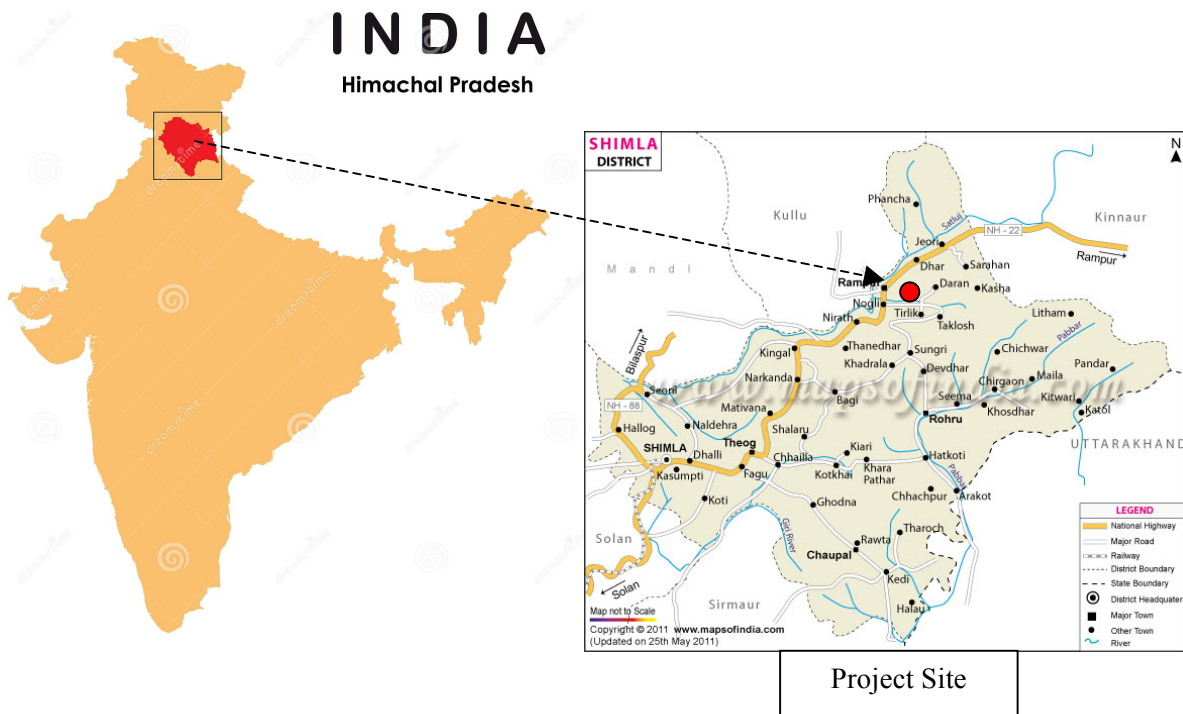 INDIA
Himachal Pradesh
SHIMLA
DISTRICT
N
Phancha
Kullu
Satluj
Kinnaur
NH - 22
Jeori
Rampur
Dhar
Sarahan
Mandi
Rampur
Daran
Kasha
Nogli
Tirlik
Nirath
Taklosh
Litham
Pabbar
Bilaspur
Kingal
Thanedhar
Sungri
Chichwar
Khadrala
Devdhar
Pandar
Narkanda
Maila
Chirgaon
www.mapsofindia.com
Seoni
Bagi
Seema
Kitwari
NH - 88
Khosdhar
Katol
Mativana
Rohru
Naldehra
Hallog
Shalaru
UTTARAKHAND
Theog
Kiari
SHIMLA
Dhalli
Chhailla
Hatkoti
Kasumpti
Fagu
Kotkhai
Khara
Pathar
Pabbar
Koti
Chhachpur
Arakot
Ghodna
Giri River
Tharoch
Solan
Rawta
Chaupal
Kedi
Solan
Sirmaur
Halau
LEGEND
National Highway
Major Road
Railway
District Boundary
State Boundary
District Headquater
Major Town
Other Town
River
Map not to Scale
Copyright © 2011 www.mapsofindia.com
(Updated on 25th May 2011)
Project Site